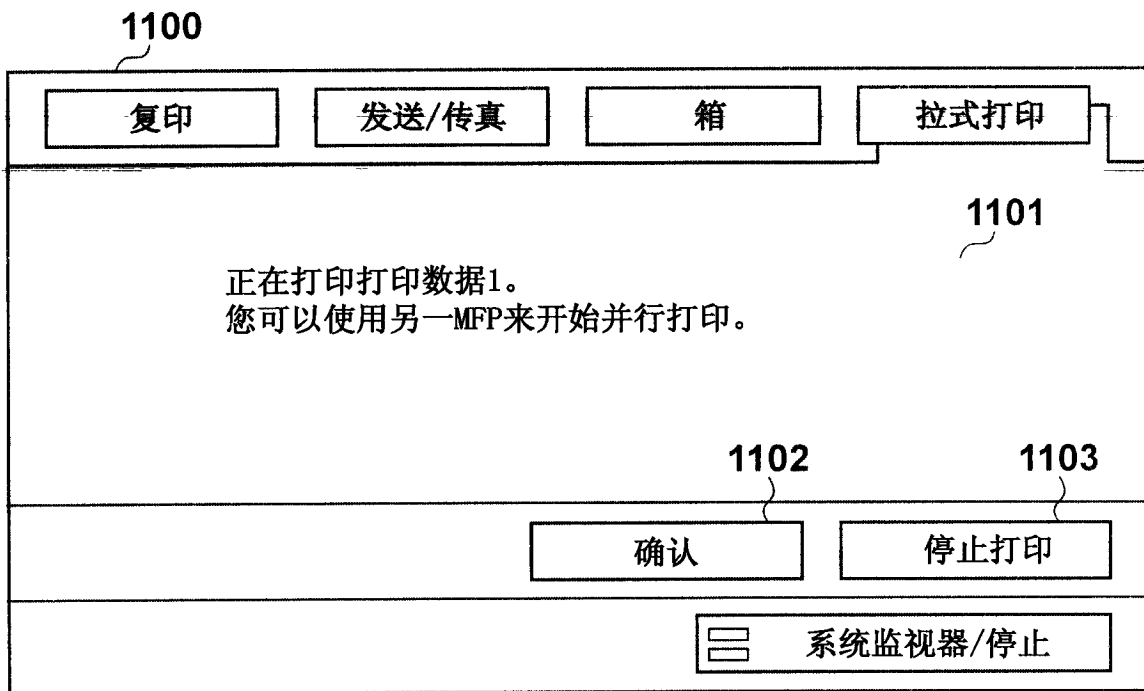 1100
复印 发送/传真 箱 拉式打印
1101
正在打印打印数据1。
您可以使用另一MFP来开始并行打印。
1102 1103
确认 停止打印
系统监视器/停止